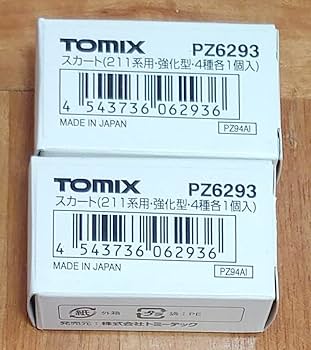 TOMIX PZ6293
スカート(211系用・強化型・4種各1個入)
4 543736 062936
MADE IN JAPAN PZ94AI
TOMIX PZ6293
スカート(211系用・強化型・4種各1個入)
4 543736 062936
MADE IN JAPAN PZ94AI
紙 外箱 プラ 袋:PE
発売元:株式会社トミーテック